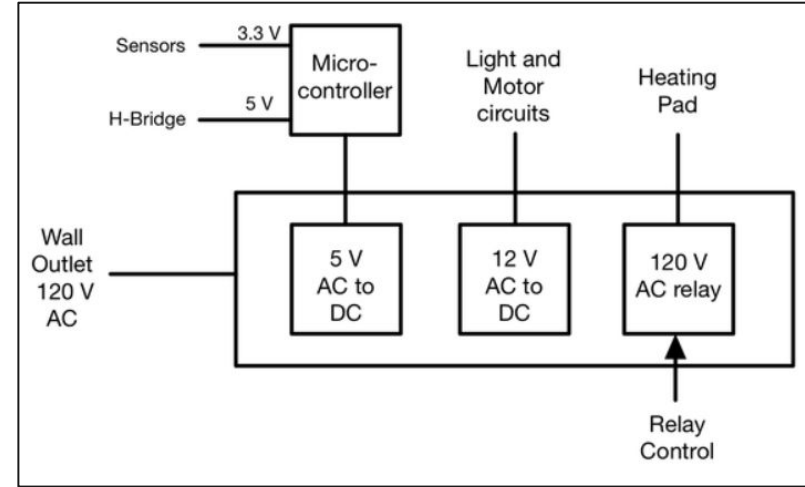 Sensors
3.3 V
H-Bridge
5 V
Micro-
controller
Light and
Motor
circuits
Heating
Pad
Wall
Outlet
120 V
AC
5 V
AC to
DC
12 V
AC to
DC
120 V
AC relay
Relay
Control